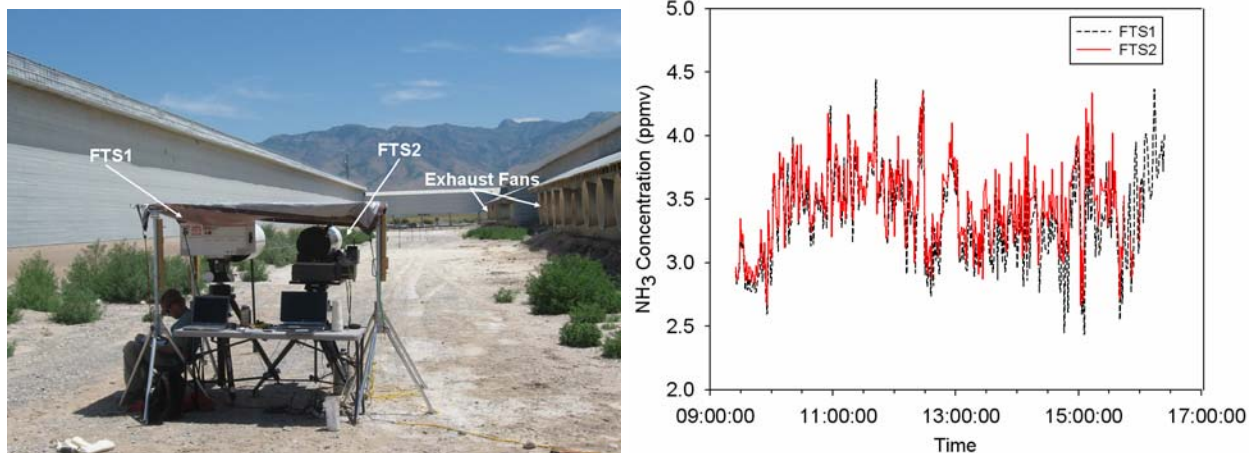 FTS1
FTS2
Exhaust Fans
5.0
4.5
4.0
3.5
3.0
2.5
2.0
NH₃ Concentration (ppmv)
FTS1
FTS2
09:00:00
11:00:00
13:00:00
15:00:00
17:00:00
Time